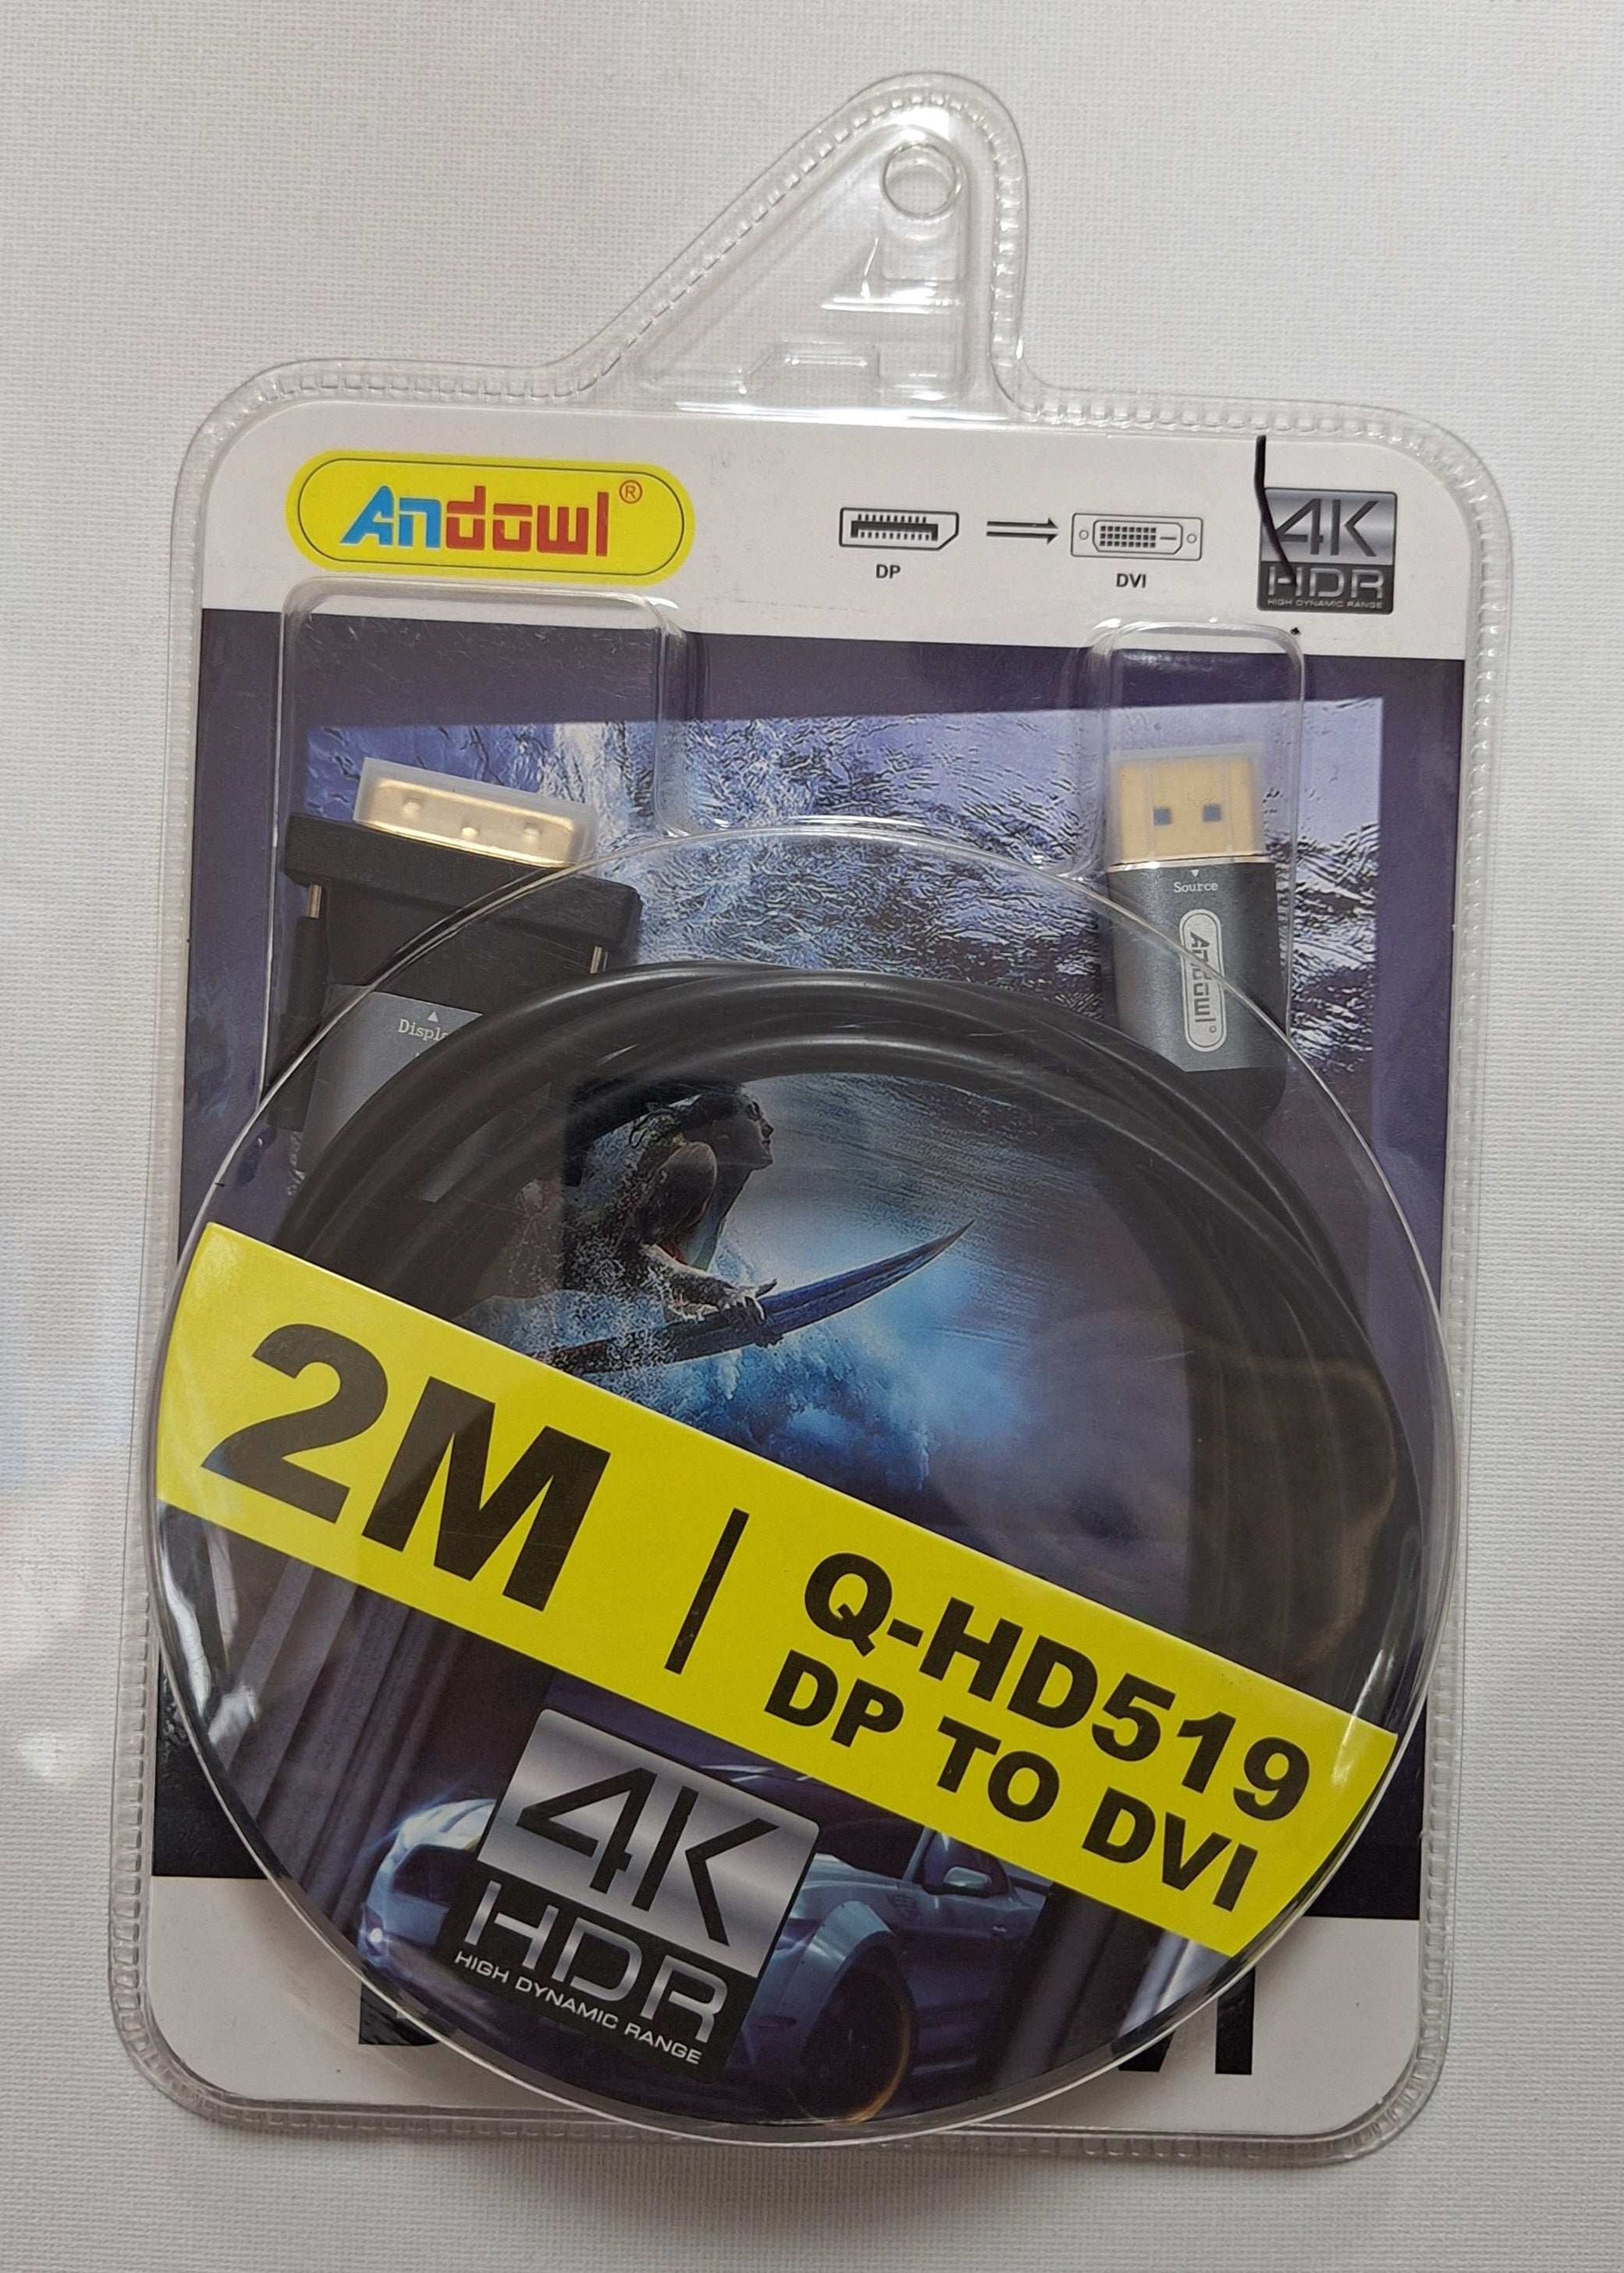 Andowl®
DP
DVI
4K
HDR
HIGH DYNAMIC RANGE
Source
Andowl
2M
Q-HD519
DP TO DVI
4K
HDR
HIGH DYNAMIC RANGE